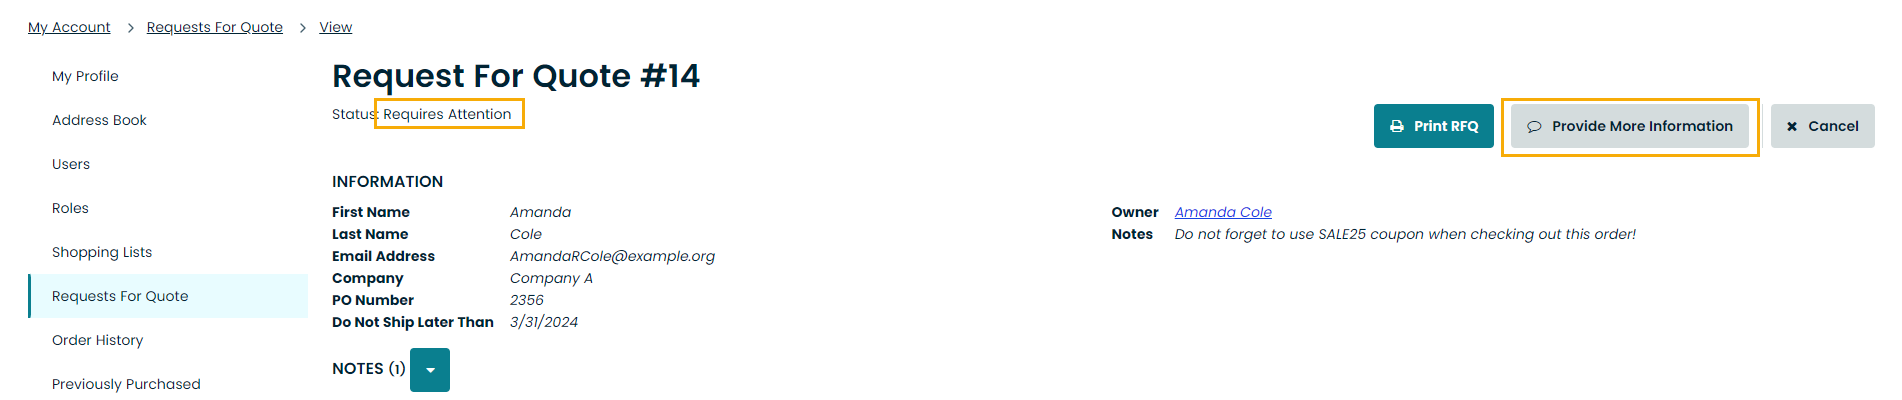 My Account > Requests For Quote > View
My Profile
Address Book
Users
Roles
Shopping Lists
Requests For Quote
Order History
Previously Purchased
Request For Quote #14
Status: Requires Attention
Print RFQ
Provide More Information
Cancel
INFORMATION
First Name Amanda
Last Name Cole
Email Address AmandaRCole@example.org
Company Company A
PO Number 2356
Do Not Ship Later Than 3/31/2024
Owner Amanda Cole
Notes Do not forget to use SALE25 coupon when checking out this order!
NOTES (1)